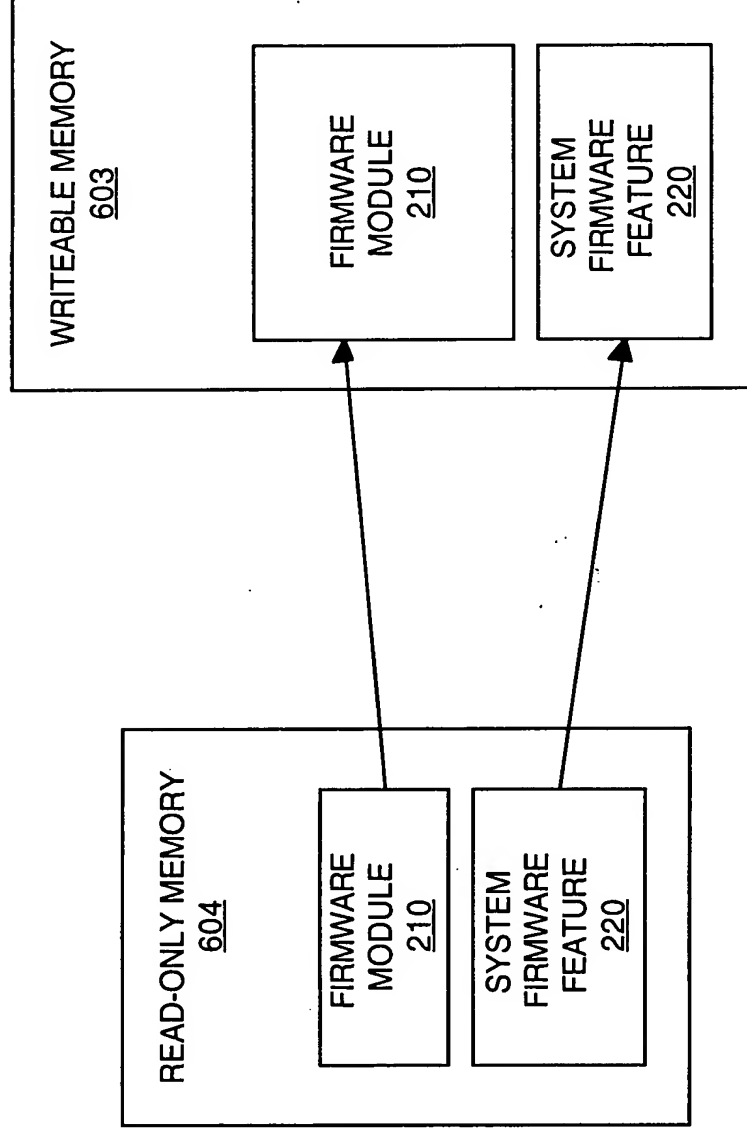 READ-ONLY MEMORY
604
FIRMWARE
MODULE
210
SYSTEM
FIRMWARE
FEATURE
220
WRITEABLE MEMORY
603
FIRMWARE
MODULE
210
SYSTEM
FIRMWARE
FEATURE
220